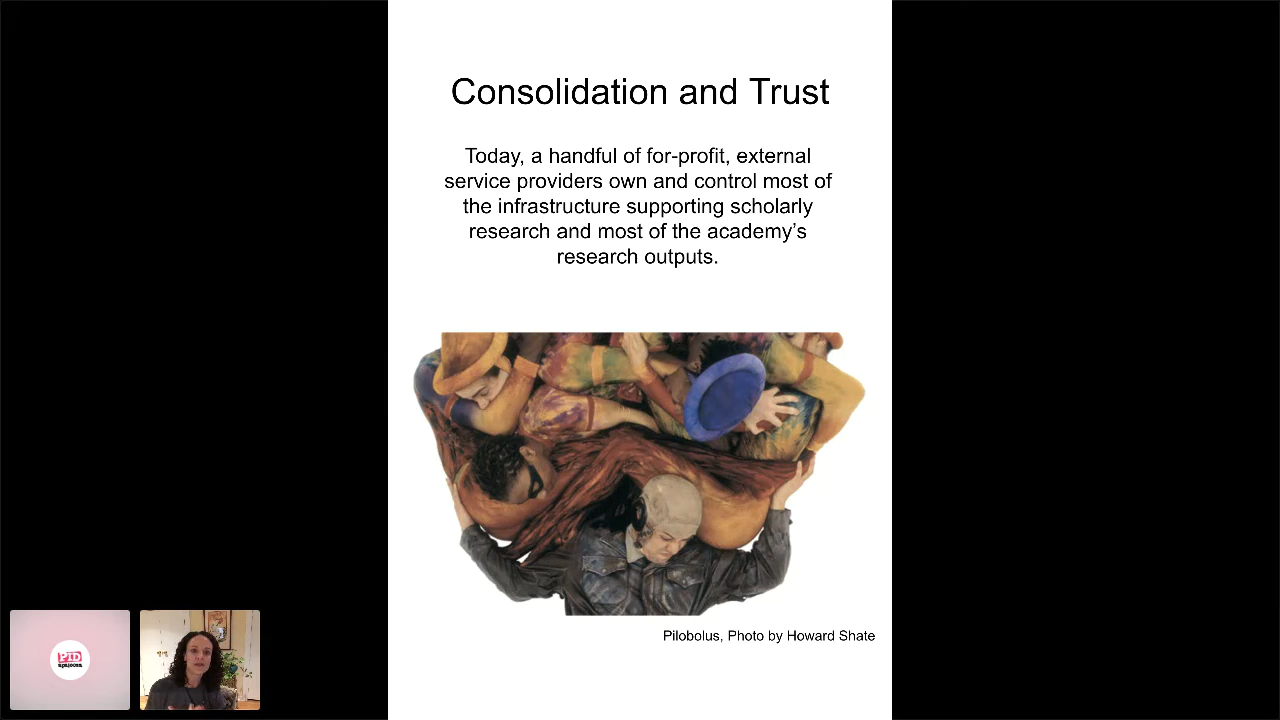 Consolidation and Trust
Today, a handful of for-profit, external
service providers own and control most of
the infrastructure supporting scholarly
research and most of the academy's
research outputs.
Pilobolus, Photo by Howard Shate
PID
apalooza